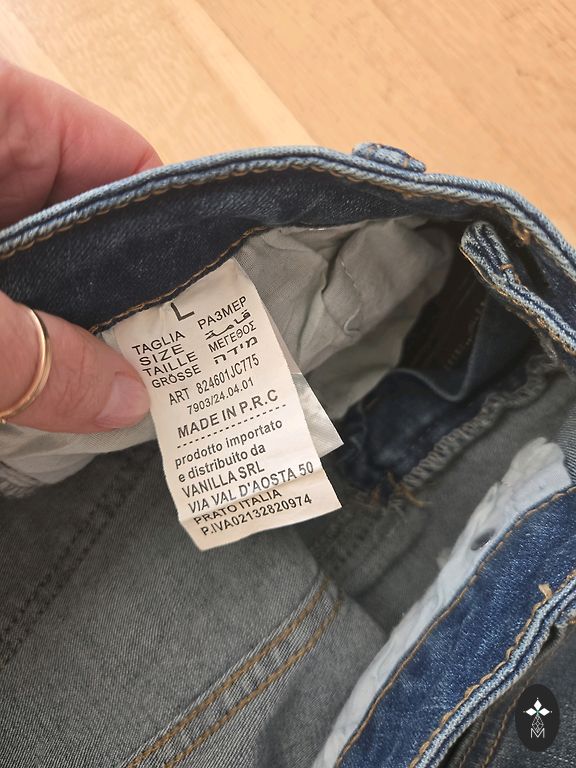 L
TAGLIA РАЗМЕР
SIZE قامة
TAILLE ΜΕΓΕΘΟΣ
GRÖSSE מידה
ART 824601JC775
7903/24.04.01
MADE IN P.R.C
prodotto importato
e distribuito da
VANILLA SRL
VIA VAL D'AOSTA 50
PRATO ITALIA
P.IVA02132820974
M